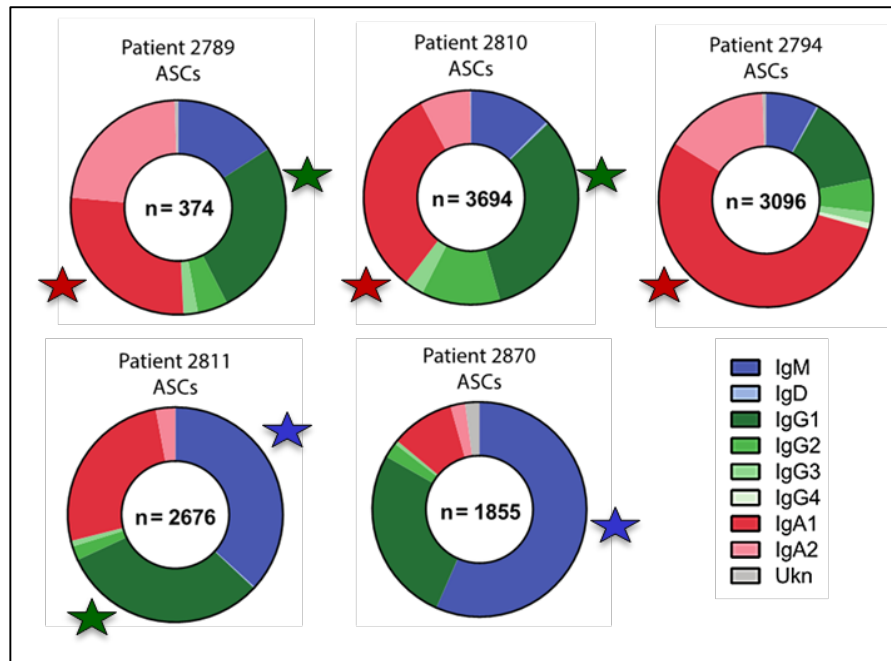 Patient 2789
ASCs
n= 374
Patient 2810
ASCs
n= 3694
Patient 2794
ASCs
n= 3096
Patient 2811
ASCs
n= 2676
Patient 2870
ASCs
n= 1855
IgM
IgD
IgG1
IgG2
IgG3
IgG4
IgA1
IgA2
Ukn